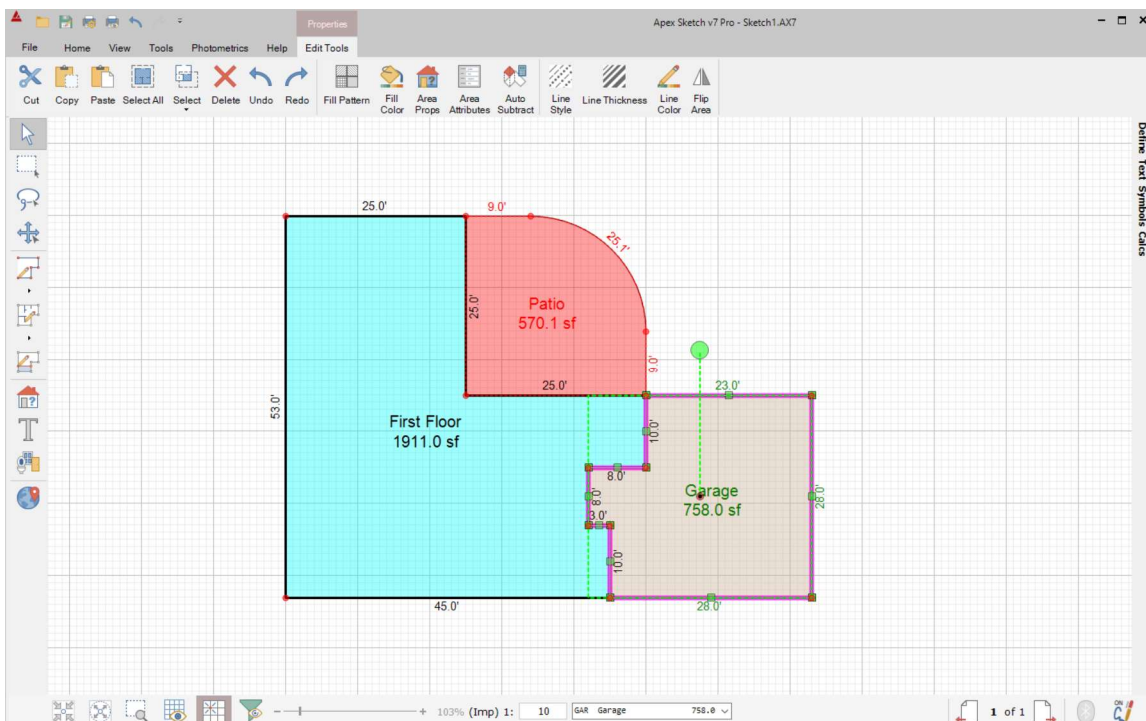 Properties
Apex Sketch v7 Pro - Sketch1.AX7
File Home View Tools Photometrics Help Edit Tools
Cut Copy Paste Select All Select Delete Undo Redo Fill Pattern Fill Color Area Props Area Attributes Auto Subtract Line Style Line Thickness Line Color Flip Area
Define Text Symbols Calcs
25.0'
9.0'
25.1'
25.0'
Patio
570.1 sf
9.0'
25.0'
23.0'
53.0'
First Floor
1911.0 sf
10.0'
8.0'
8.0'
Garage
758.0 sf
28.0'
3.0'
10.0'
45.0'
28.0'
103% (Imp) 1: 10 GAR Garage 758.0 1 of 1 ON